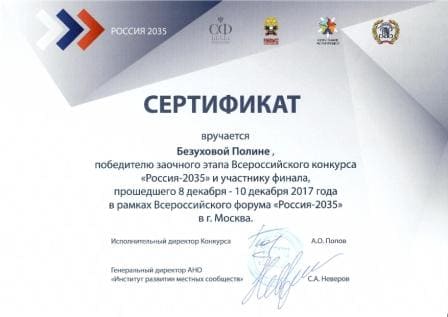 РОССИЯ 2035
СФ
СЕРТИФИКАТ
вручается
Безуховой Полине ,
победителю заочного этапа Всероссийского конкурса
«Россия-2035» и участнику финала,
прошедшего 8 декабря - 10 декабря 2017 года
в рамках Всероссийского форума «Россия-2035»
в г. Москва.
Исполнительный директор Конкурса
А.О. Попов
Генеральный директор АНО
«Институт развития местных сообществ»
С.А. Неверов